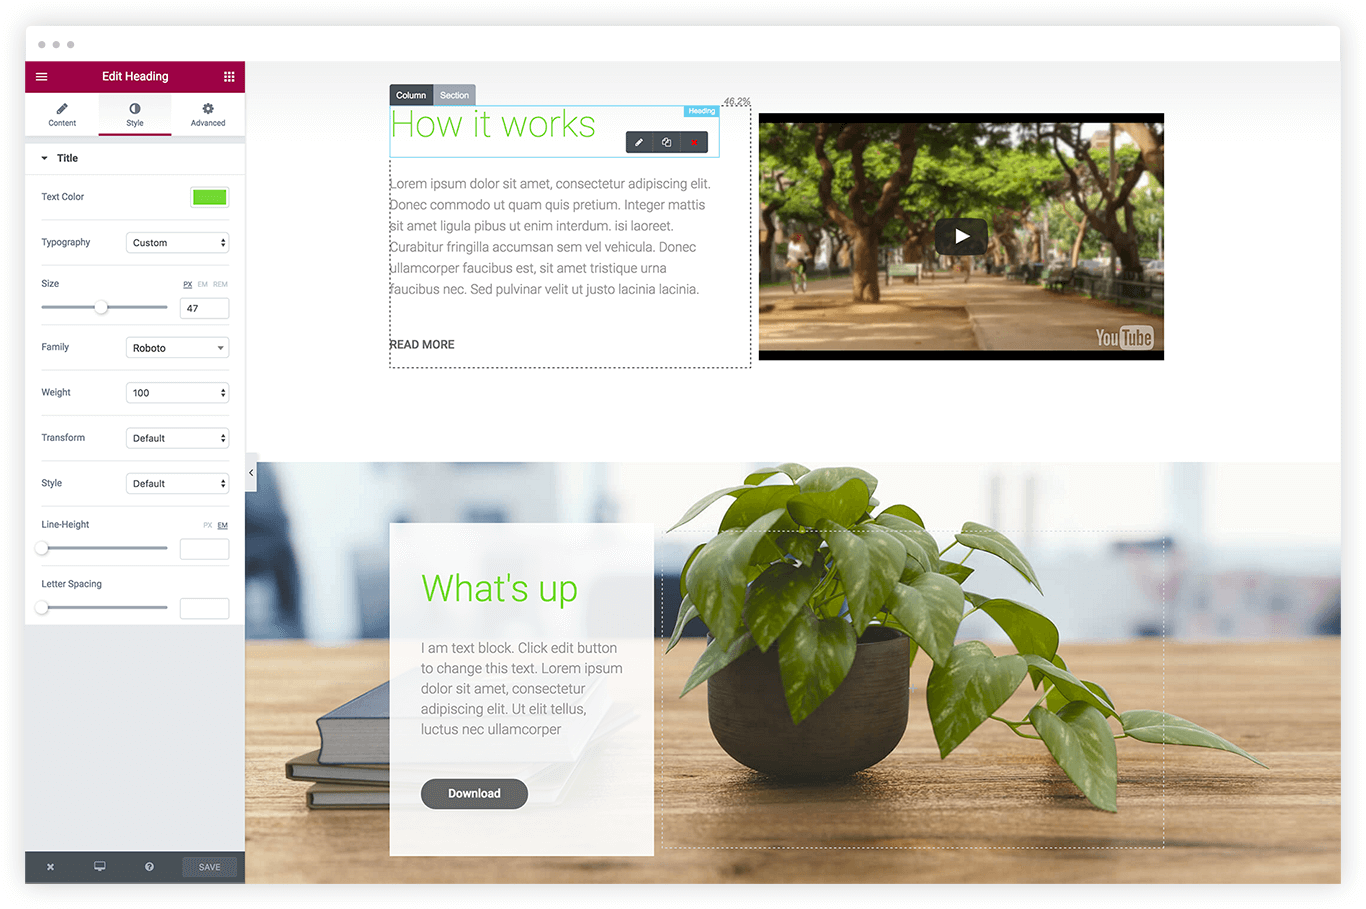 Edit Heading
Content
Style
Advanced
Title
Text Color
Typography
Custom
Size
PX EM REM
47
Family
Roboto
Weight
100
Transform
Default
Style
Default
Line-Height
PX EM
Letter Spacing
SAVE
Column
Section
46.2%
Heading
How it works
Lorem ipsum dolor sit amet, consectetur adipiscing elit.
Donec commodo ut quam quis pretium. Integer mattis
sit amet ligula pibus ut enim interdum. isi laoreet.
Curabitur fringilla accumsan sem vel vehicula. Donec
ullamcorper faucibus est, sit amet tristique urna
faucibus nec. Sed pulvinar velit ut justo lacinia lacinia.
READ MORE
YouTube
What's up
I am text block. Click edit button
to change this text. Lorem ipsum
dolor sit amet, consectetur
adipiscing elit. Ut elit tellus,
luctus nec ullamcorper
Download